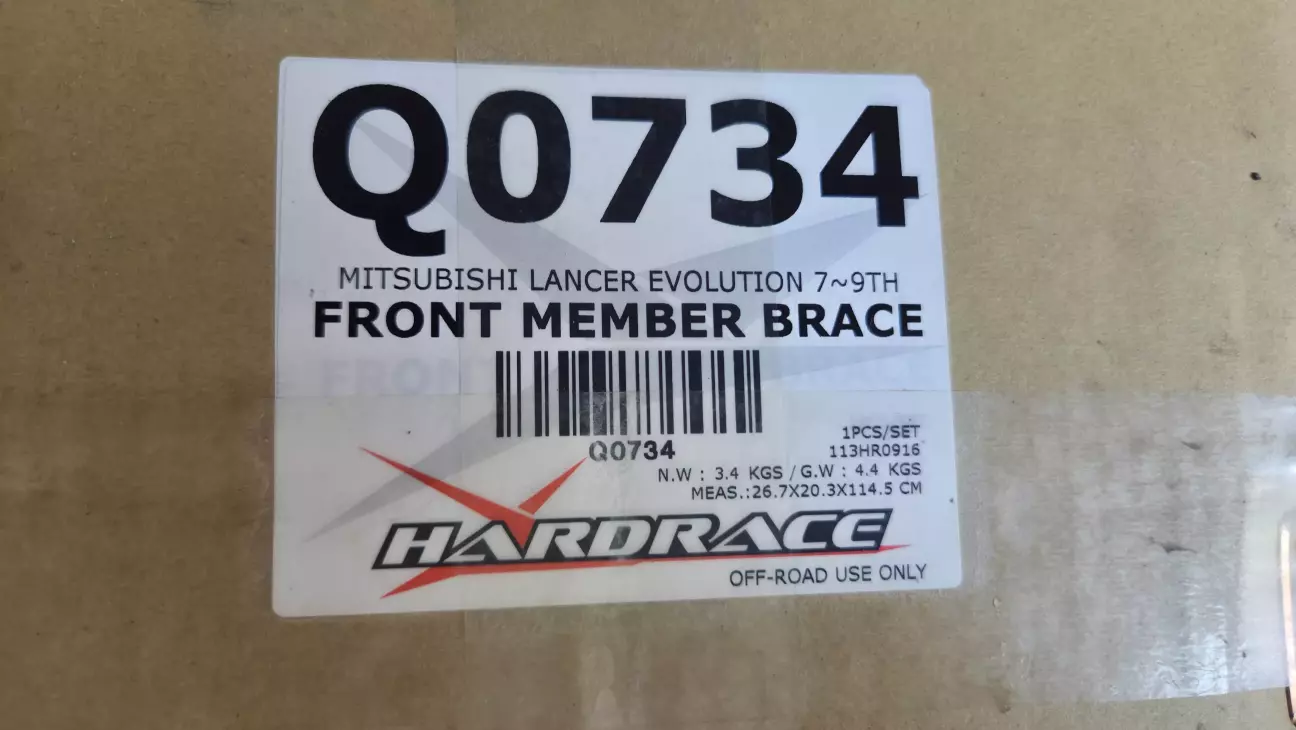 Q0734
MITSUBISHI LANCER EVOLUTION 7~9TH
FRONT MEMBER BRACE
Q0734
1PCS/SET
113HR0916
N.W : 3.4 KGS / G.W : 4.4 KGS
MEAS.:26.7X20.3X114.5 CM
HARDRACE
OFF-ROAD USE ONLY